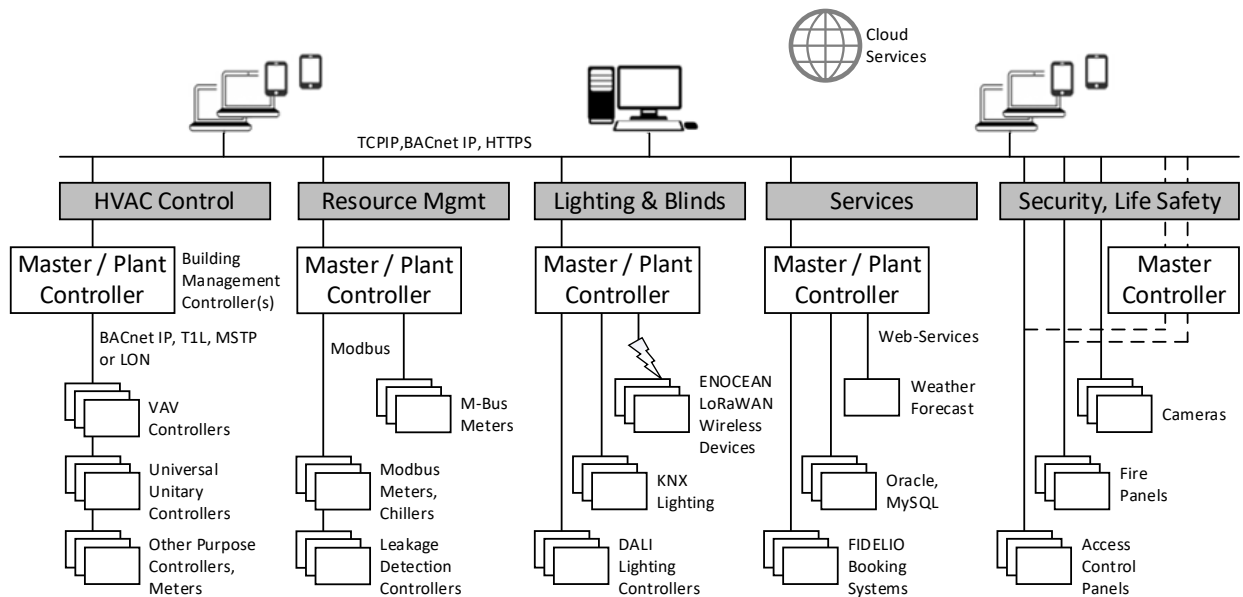 Cloud
Services
TCPIP,BACnet IP, HTTPS
HVAC Control
Resource Mgmt
Lighting & Blinds
Services
Security, Life Safety
Master / Plant
Controller
Building
Management
Controller(s)
Master / Plant
Controller
Master / Plant
Controller
Master / Plant
Controller
Master
Controller
BACnet IP, T1L, MSTP
or LON
Modbus
Web-Services
VAV
Controllers
M-Bus
Meters
ENOCEAN
LoRaWAN
Wireless
Devices
Weather
Forecast
Cameras
Universal
Unitary
Controllers
Modbus
Meters,
Chillers
KNX
Lighting
Oracle,
MySQL
Fire
Panels
Other Purpose
Controllers,
Meters
Leakage
Detection
Controllers
DALI
Lighting
Controllers
FIDELIO
Booking
Systems
Access
Control
Panels